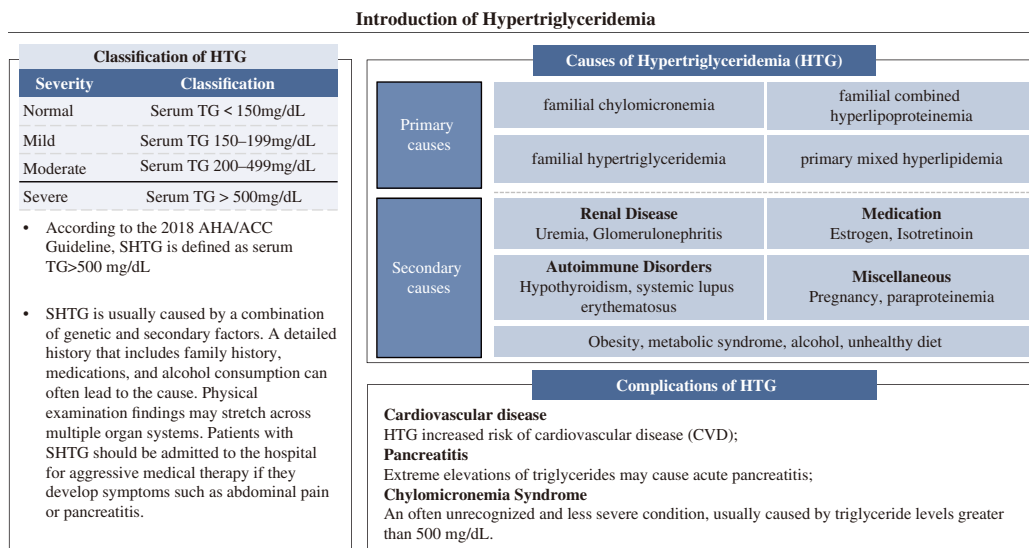 Introduction of Hypertriglyceridemia
Classification of HTG
Severity Classification
Normal Serum TG < 150mg/dL
Mild Serum TG 150–199mg/dL
Moderate Serum TG 200–499mg/dL
Severe Serum TG > 500mg/dL
• According to the 2018 AHA/ACC
Guideline, SHTG is defined as serum
TG>500 mg/dL
• SHTG is usually caused by a combination
of genetic and secondary factors. A detailed
history that includes family history,
medications, and alcohol consumption can
often lead to the cause. Physical
examination findings may stretch across
multiple organ systems. Patients with
SHTG should be admitted to the hospital
for aggressive medical therapy if they
develop symptoms such as abdominal pain
or pancreatitis.
Causes of Hypertriglyceridemia (HTG)
Primary
causes
familial chylomicronemia
familial combined
hyperlipoproteinemia
familial hypertriglyceridemia
primary mixed hyperlipidemia
Secondary
causes
Renal Disease
Uremia, Glomerulonephritis
Medication
Estrogen, Isotretinoin
Autoimmune Disorders
Hypothyroidism, systemic lupus
erythematosus
Miscellaneous
Pregnancy, paraproteinemia
Obesity, metabolic syndrome, alcohol, unhealthy diet
Complications of HTG
Cardiovascular disease
HTG increased risk of cardiovascular disease (CVD);
Pancreatitis
Extreme elevations of triglycerides may cause acute pancreatitis;
Chylomicronemia Syndrome
An often unrecognized and less severe condition, usually caused by triglyceride levels greater
than 500 mg/dL.